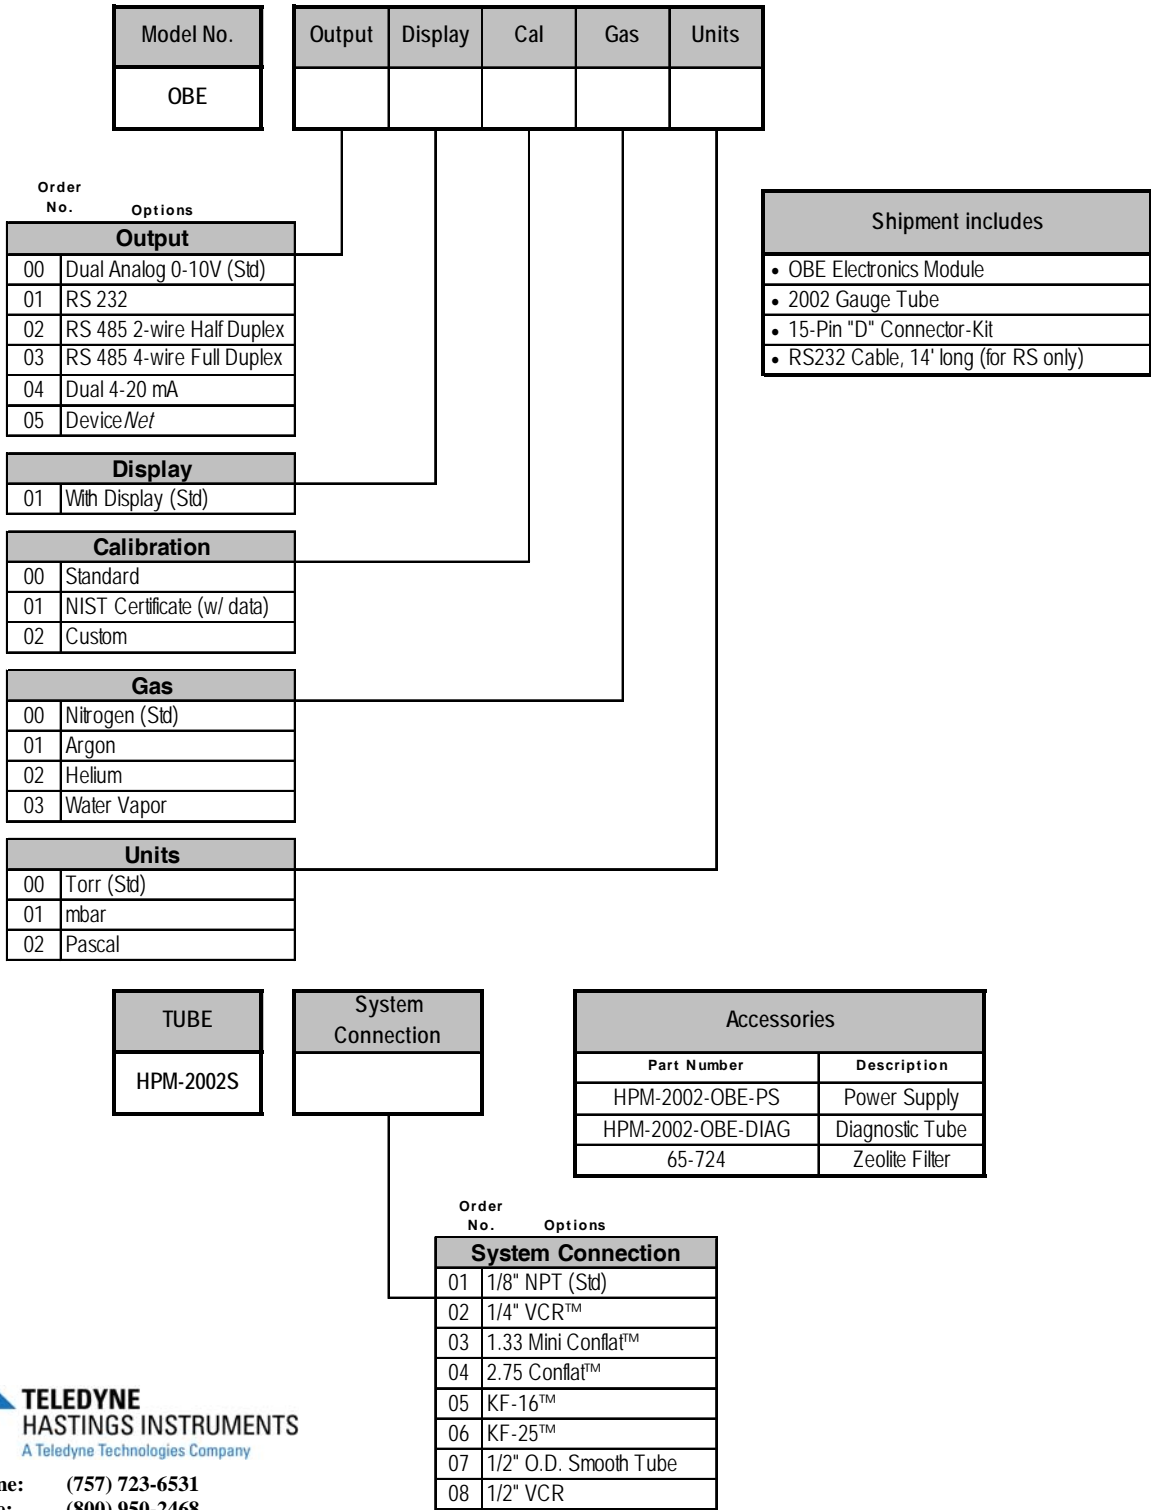 Model No. Output Display Cal Gas Units
OBE
Order
No. Options
Output
00 Dual Analog 0-10V (Std)
01 RS 232
02 RS 485 2-wire Half Duplex
03 RS 485 4-wire Full Duplex
04 Dual 4-20 mA
05 DeviceNet
Shipment includes
• OBE Electronics Module
• 2002 Gauge Tube
• 15-Pin "D" Connector-Kit
• RS232 Cable, 14' long (for RS only)
Display
01 With Display (Std)
Calibration
00 Standard
01 NIST Certificate (w/ data)
02 Custom
Gas
00 Nitrogen (Std)
01 Argon
02 Helium
03 Water Vapor
Units
00 Torr (Std)
01 mbar
02 Pascal
TUBE
HPM-2002S
System
Connection
Accessories
Part Number Description
HPM-2002-OBE-PS Power Supply
HPM-2002-OBE-DIAG Diagnostic Tube
65-724 Zeolite Filter
Order
No. Options
System Connection
01 1/8" NPT (Std)
02 1/4" VCR™
03 1.33 Mini Conflat™
04 2.75 Conflat™
05 KF-16™
06 KF-25™
07 1/2" O.D. Smooth Tube
08 1/2" VCR
TELEDYNE
HASTINGS INSTRUMENTS
A Teledyne Technologies Company
ne: (757) 723-6531
(800) 950-2468